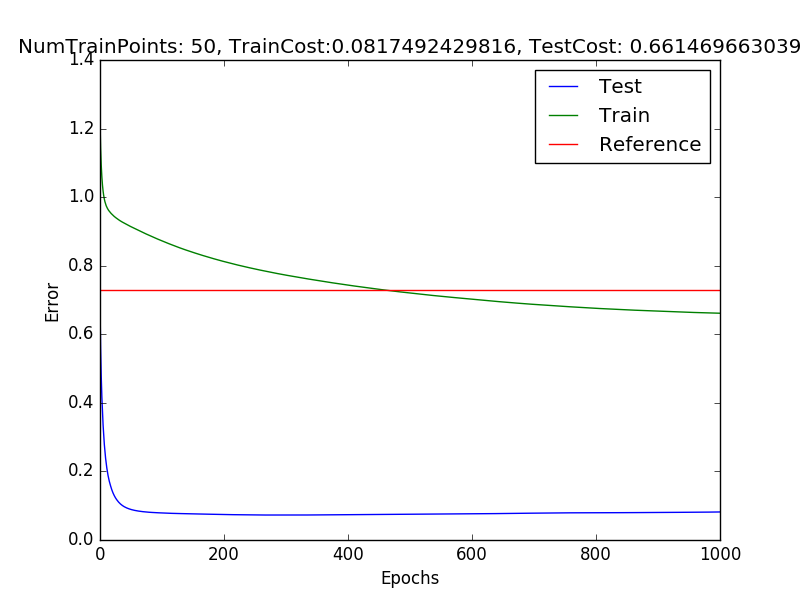 NumTrainPoints: 50, TrainCost:0.0817492429816, TestCost: 0.661469663039
1.4
1.2
1.0
0.8
0.6
0.4
0.2
0.0
Error
Test
Train
Reference
0 200 400 600 800 1000
Epochs